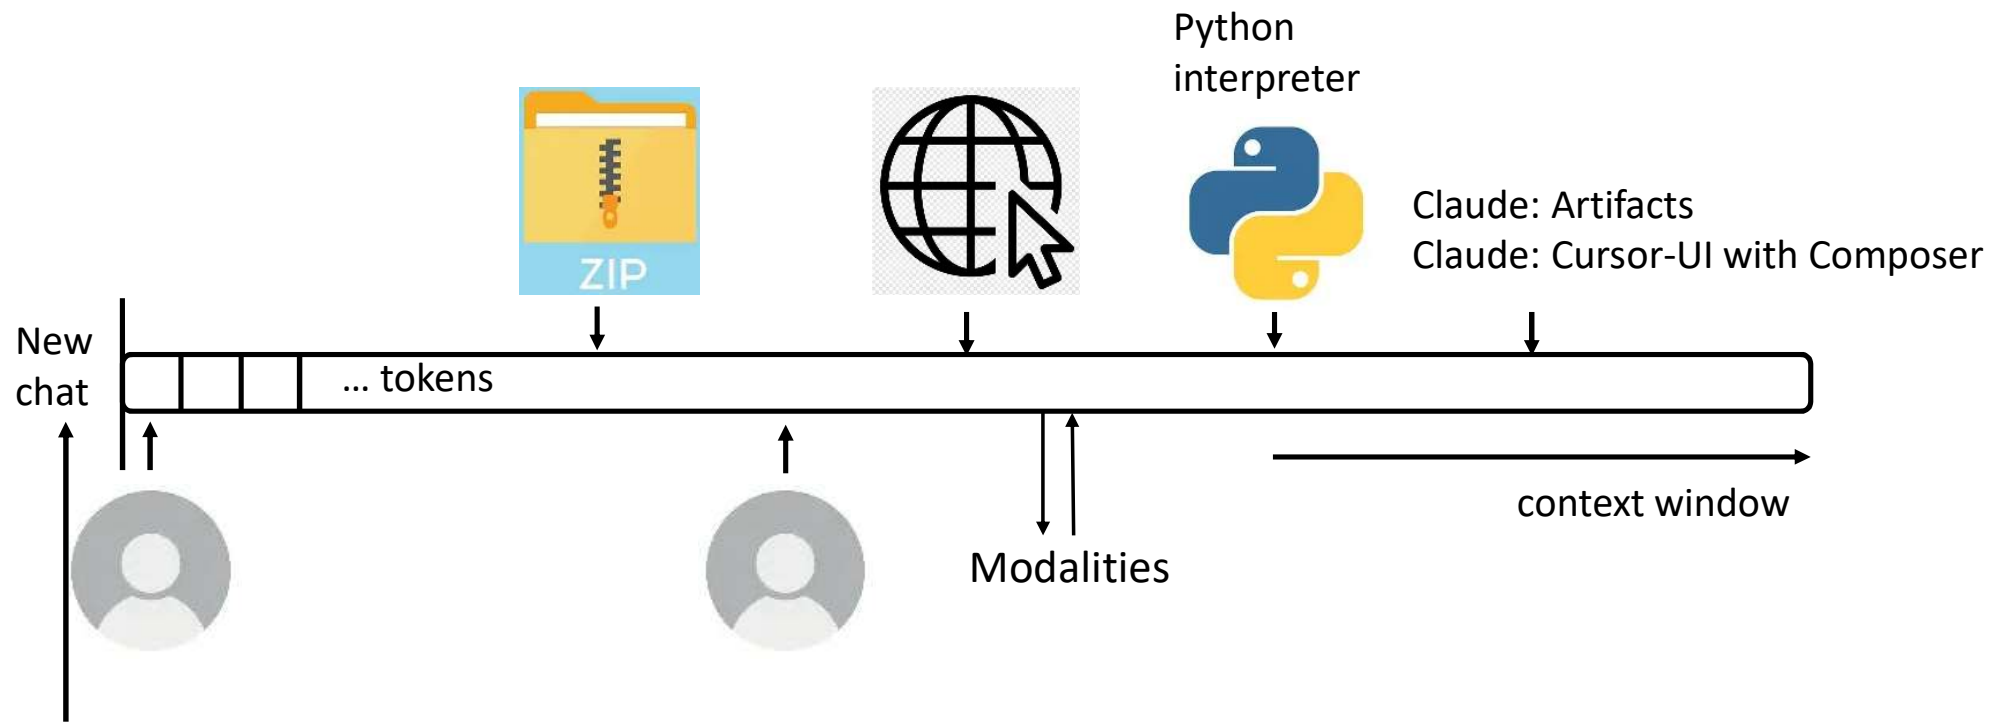 Python
interpreter
ZIP
Claude: Artifacts
Claude: Cursor-UI with Composer
New
chat
... tokens
context window
Modalities